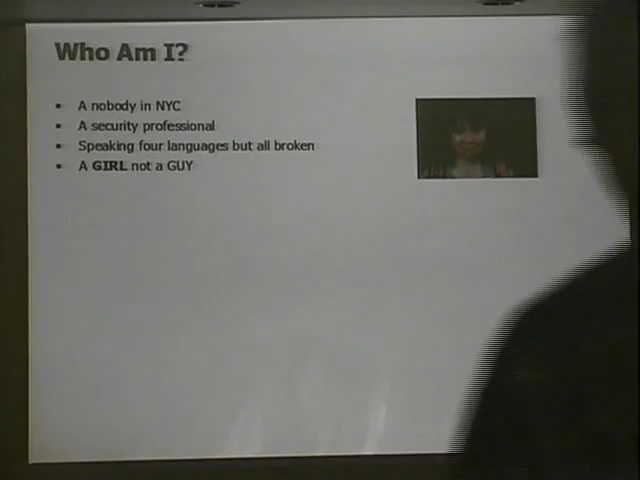 Who Am I?
• A nobody in NYC
• A security professional
• Speaking four languages but all broken
• A GIRL not a GUY